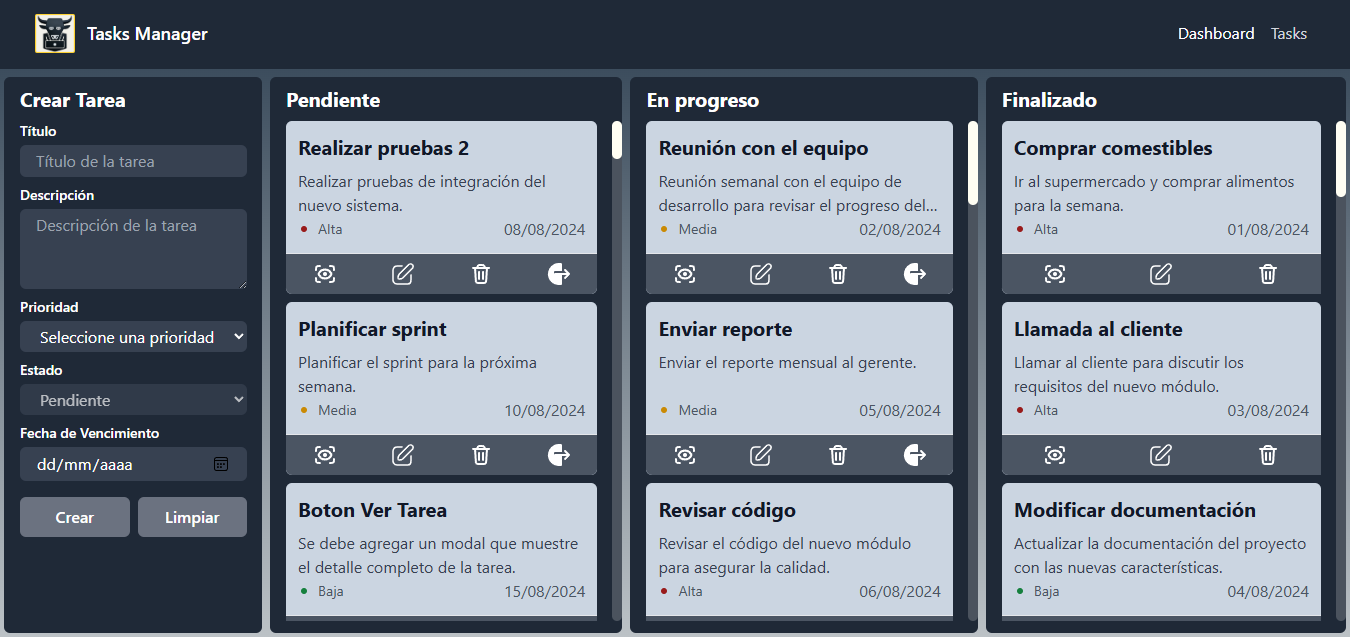 Tasks Manager
Dashboard
Tasks
Crear Tarea
Título
Título de la tarea
Descripción
Descripción de la tarea
Prioridad
Seleccione una prioridad
Estado
Pendiente
Fecha de Vencimiento
dd/mm/aaaa
Crear
Limpiar
Pendiente
Realizar pruebas 2
Realizar pruebas de integración del
nuevo sistema.
Alta
08/08/2024
Planificar sprint
Planificar el sprint para la próxima
semana.
Media
10/08/2024
Boton Ver Tarea
Se debe agregar un modal que muestre
el detalle completo de la tarea.
Baja
15/08/2024
En progreso
Reunión con el equipo
Reunión semanal con el equipo de
desarrollo para revisar el progreso del...
Media
02/08/2024
Enviar reporte
Enviar el reporte mensual al gerente.
Media
05/08/2024
Revisar código
Revisar el código del nuevo módulo
para asegurar la calidad.
Alta
06/08/2024
Finalizado
Comprar comestibles
Ir al supermercado y comprar alimentos
para la semana.
Alta
01/08/2024
Llamada al cliente
Llamar al cliente para discutir los
requisitos del nuevo módulo.
Alta
03/08/2024
Modificar documentación
Actualizar la documentación del proyecto
con las nuevas características.
Baja
04/08/2024